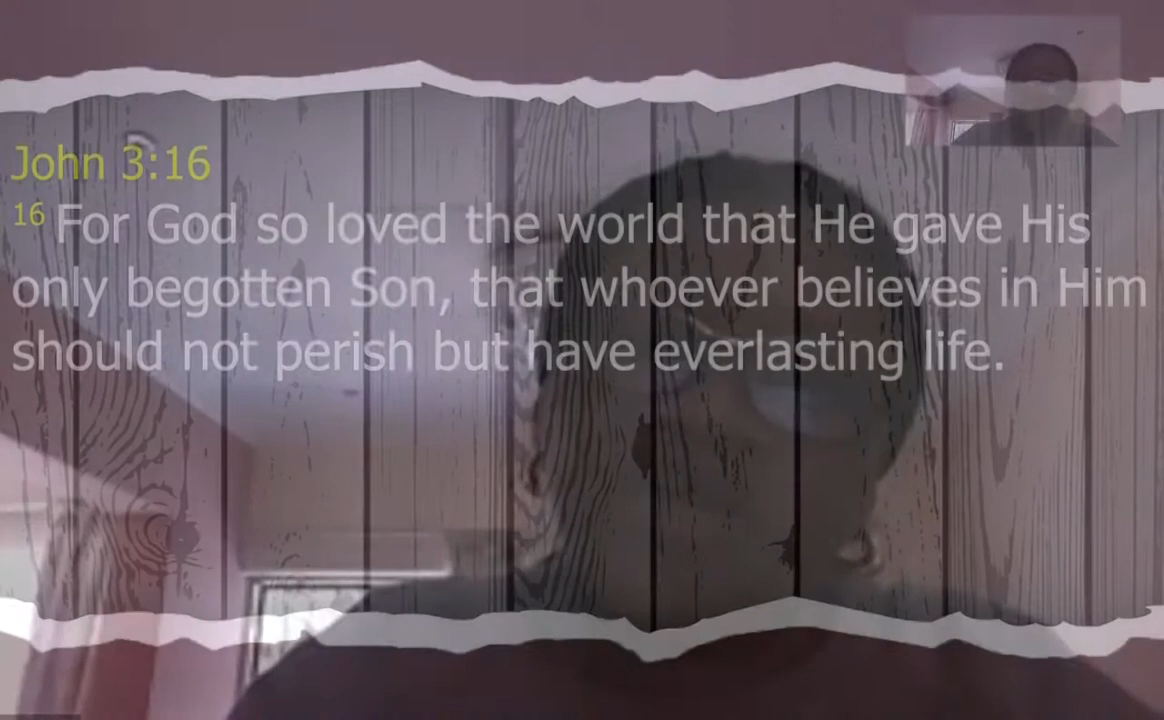 John 3:16
16 For God so loved the world that He gave His
only begotten Son, that whoever believes in Him
should not perish but have everlasting life.